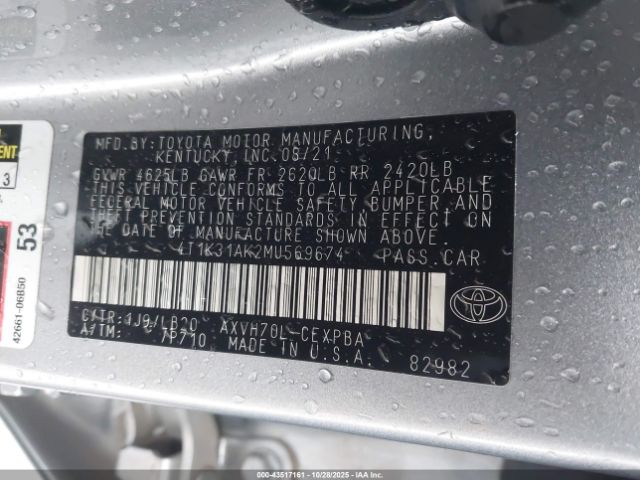 MFD.BY:TOYOTA MOTOR MANUFACTURING,
KENTUCKY, INC. 08/21
GVWR 4625LB GAWR FR 2620LB RR 2420LB
THIS VEHICLE CONFORMS TO ALL APPLICABLE
FEDERAL MOTOR VEHICLE SAFETY BUMPER, AND
THEFT PREVENTION STANDARDS IN EFFECT ON
THE DATE OF MANUFACTURE SHOWN ABOVE.
4T1K31AK2MU569674 PASS.CAR
C/TR: 1J9/LB20 AXVH70L-CEXPBA
A/TM: 7P710 MADE IN U.S.A.
82982
53
42661-06B50
000-43517161 | 10/28/2025 | Copart